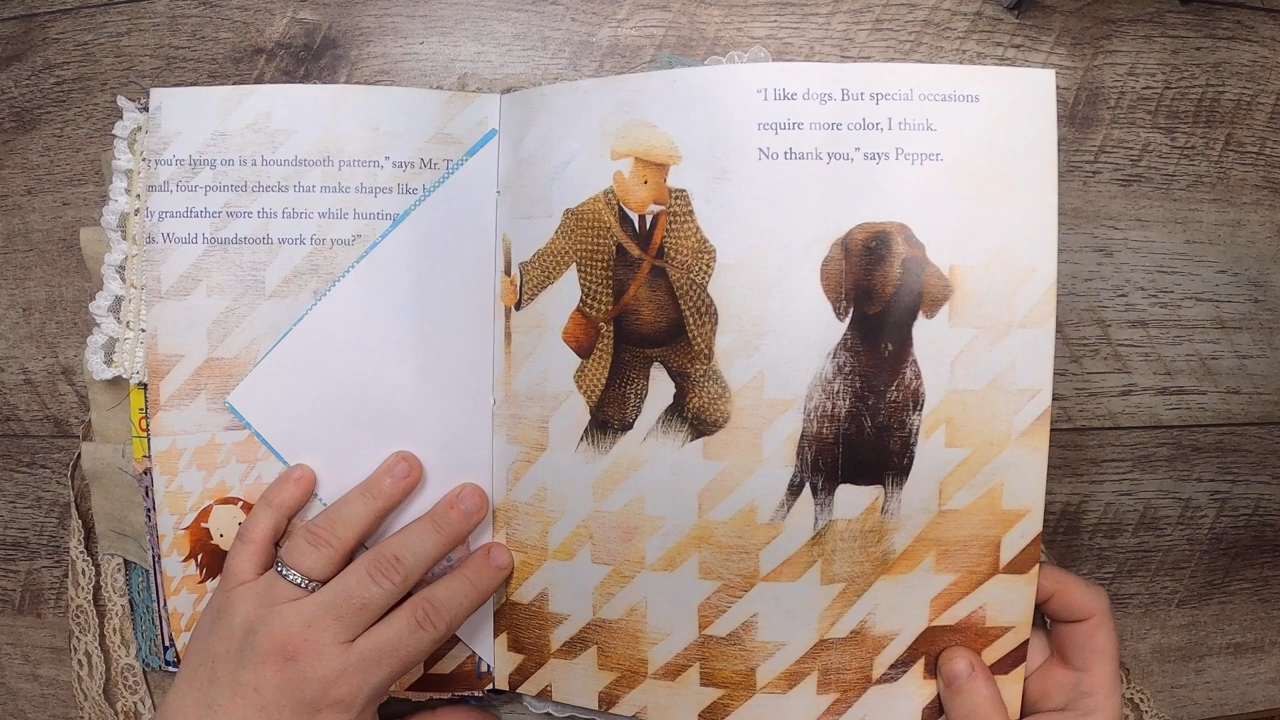 you're lying on is a houndstooth pattern," says Mr. T
mall, four-pointed checks that make shapes like
y grandfather wore this fabric while hunting
ds. Would houndstooth work for you?"
"I like dogs. But special occasions
require more color, I think.
No thank you," says Pepper.